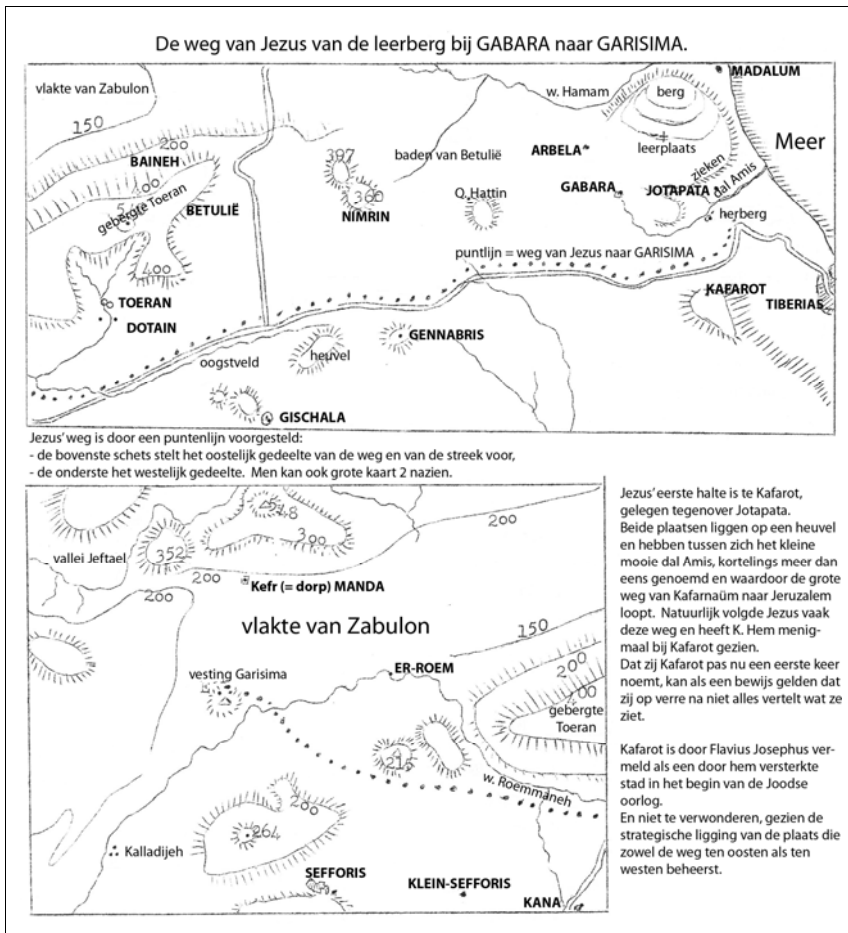 De weg van Jezus van de leerberg bij GABARA naar GARISIMA.
MADALUM
vlakte van Zabulon
w. Hamam
berg
150
200
Meer
BAINEH
397
baden van Betulië
ARBELA
leerplaats
zieken
400
360
GABARA
JOTAPATA
dal Amis
gebergte Toeran
BETULIË
NIMRIN
Q. Hattin
herberg
400
puntlijn = weg van Jezus naar GARISIMA
TOERAN
KAFAROT
TIBERIAS
DOTAIN
GENNABRIS
oogstveld
heuvel
GISCHALA
Jezus' weg is door een puntenlijn voorgesteld:
- de bovenste schets stelt het oostelijk gedeelte van de weg en van de streek voor,
- de onderste het westelijk gedeelte. Men kan ook grote kaart 2 nazien.
548
300
200
vallei Jeftael
352
200
200
Kefr (= dorp) MANDA
vlakte van Zabulon
150
ER-ROEM
200
vesting Garisima
400
gebergte
Toeran
215
w. Roemmaneh
200
264
Kalladijeh
SEFFORIS
KLEIN-SEFFORIS
KANA
Jezus' eerste halte is te Kafarot,
gelegen tegenover Jotapata.
Beide plaatsen liggen op een heuvel
en hebben tussen zich het kleine
mooie dal Amis, kortelings meer dan
eens genoemd en waardoor de grote
weg van Kafarnaüm naar Jeruzalem
loopt. Natuurlijk volgde Jezus vaak
deze weg en heeft K. Hem menig-
maal bij Kafarot gezien.
Dat zij Kafarot pas nu een eerste keer
noemt, kan als een bewijs gelden dat
zij op verre na niet alles vertelt wat ze
ziet.
Kafarot is door Flavius Josephus ver-
meld als een door hem versterkte
stad in het begin van de Joodse
oorlog.
En niet te verwonderen, gezien de
strategische ligging van de plaats die
zowel de weg ten oosten als ten
westen beheerst.